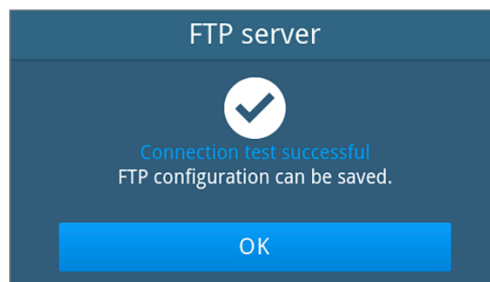 FTP server
Connection test successful
FTP configuration can be saved.
OK